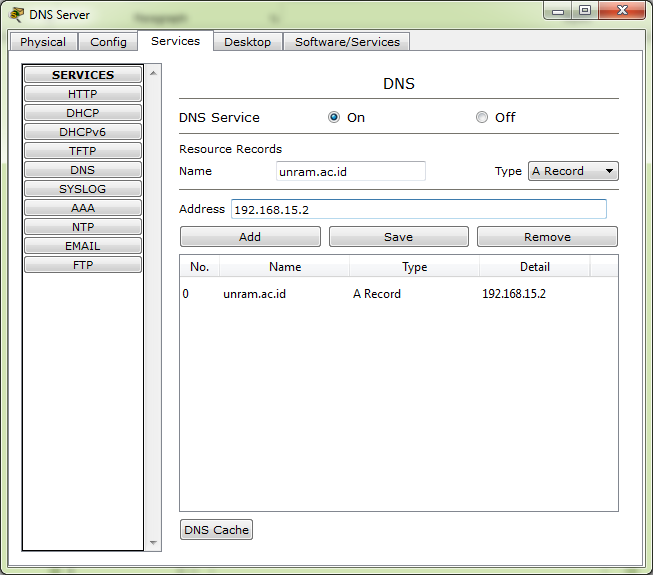 DNS Server
Physical Config Services Desktop Software/Services
SERVICES
HTTP
DHCP
DHCPv6
TFTP
DNS
SYSLOG
AAA
NTP
EMAIL
FTP
DNS
DNS Service On Off
Resource Records
Name unram.ac.id Type A Record
Address 192.168.15.2
Add Save Remove
No. Name Type Detail
0 unram.ac.id A Record 192.168.15.2
DNS Cache